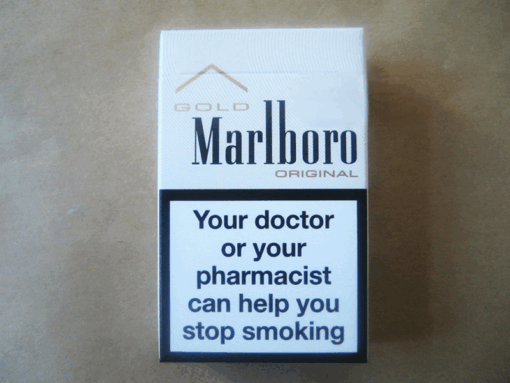 GOLD
Marlboro
ORIGINAL
Your doctor
or your
pharmacist
can help you
stop smoking